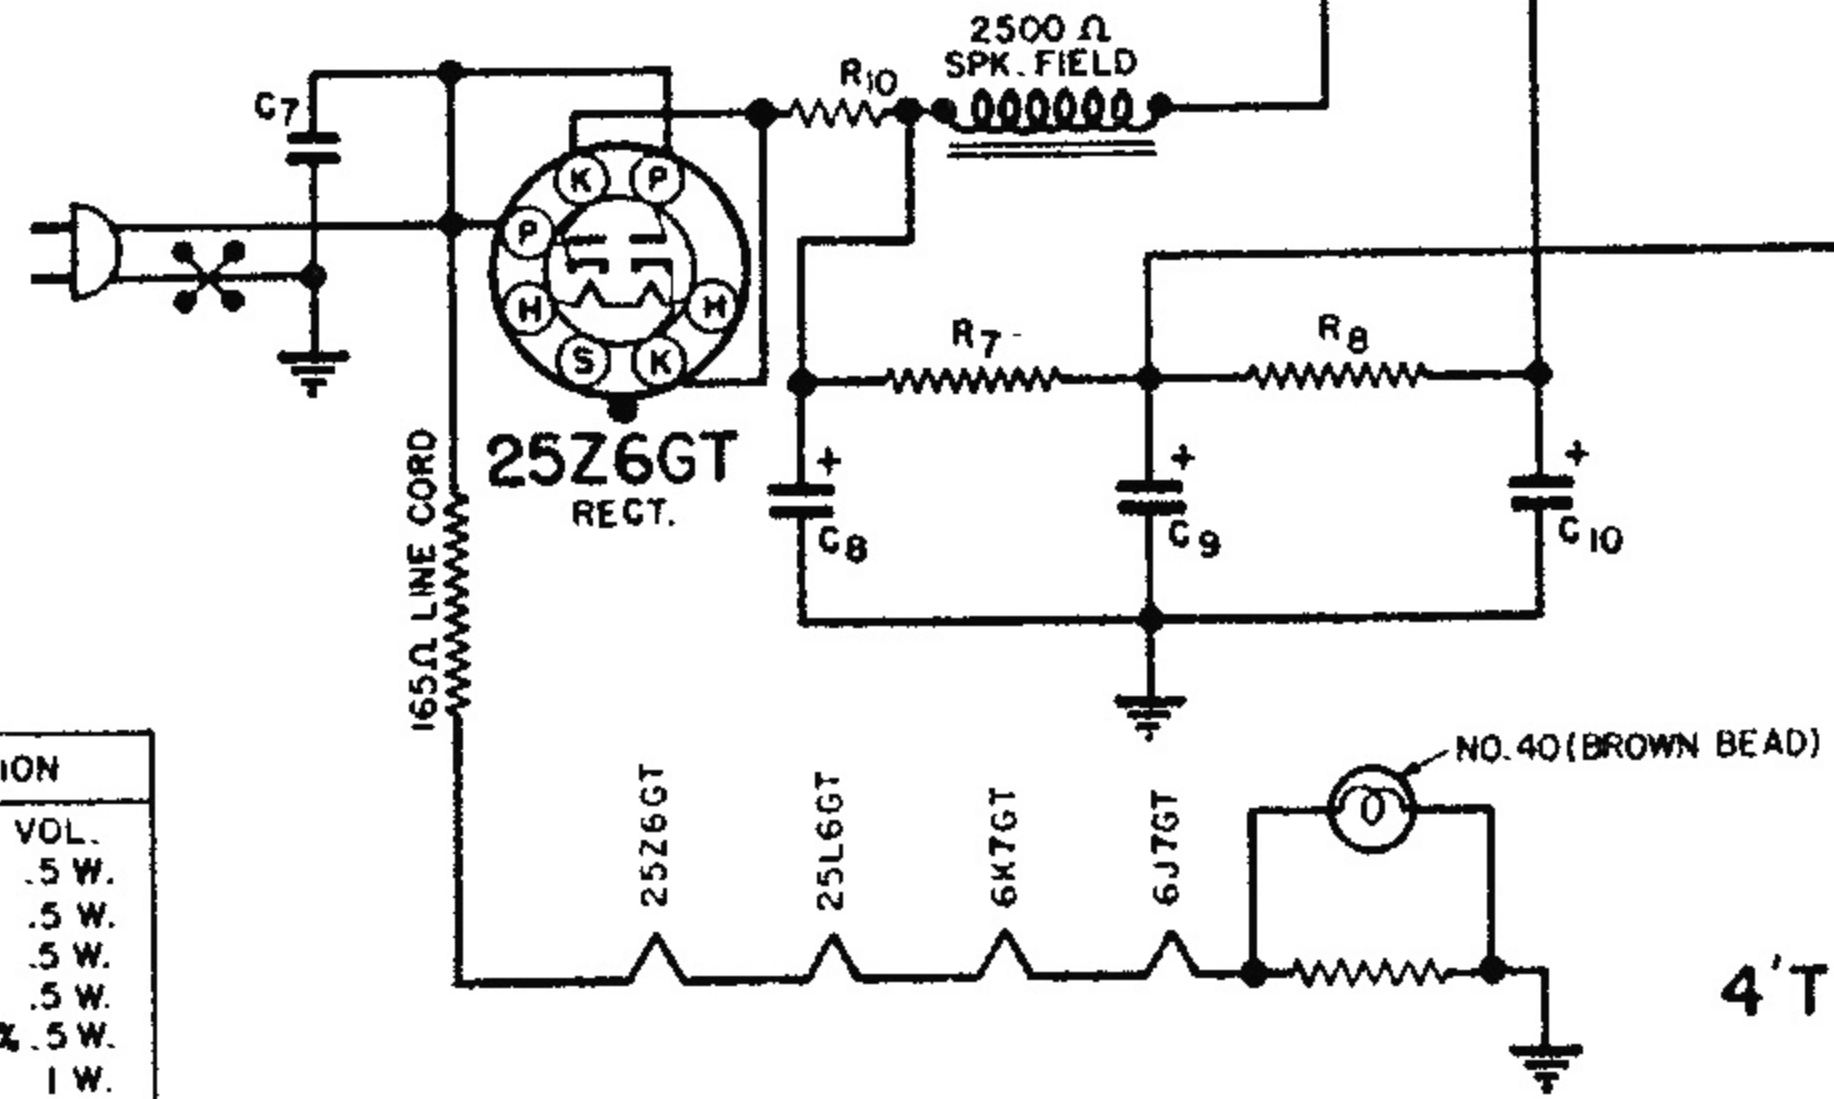 2500 Ω
SPK. FIELD
R10
C7
K P
P
H H
S K
25Z6GT
RECT.
165Ω LINE CORD
R7
R8
+
C8
+
C9
+
C10
NO. 40 (BROWN BEAD)
25Z6GT
25L6GT
6K7GT
6J7GT
ION
VOL.
.5 W.
.5 W.
.5 W.
.5 W.
% .5 W.
1 W.
4'T